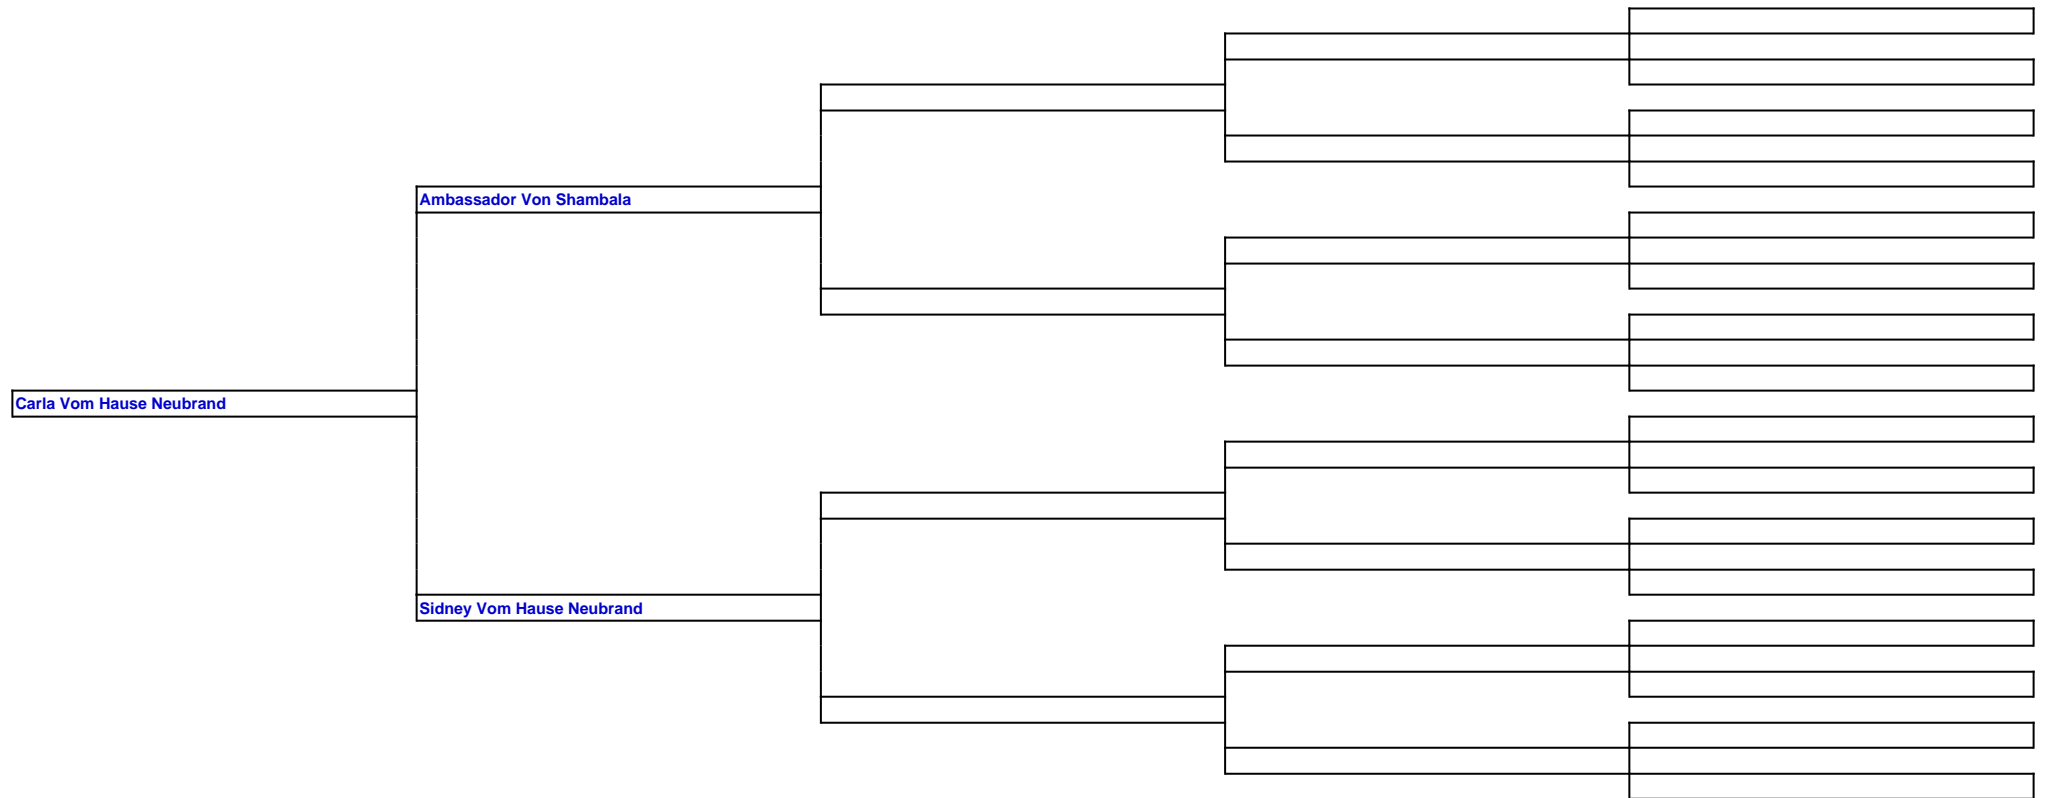 Ambassador Von Shambala
Carla Vom Hause Neubrand
Sidney Vom Hause Neubrand